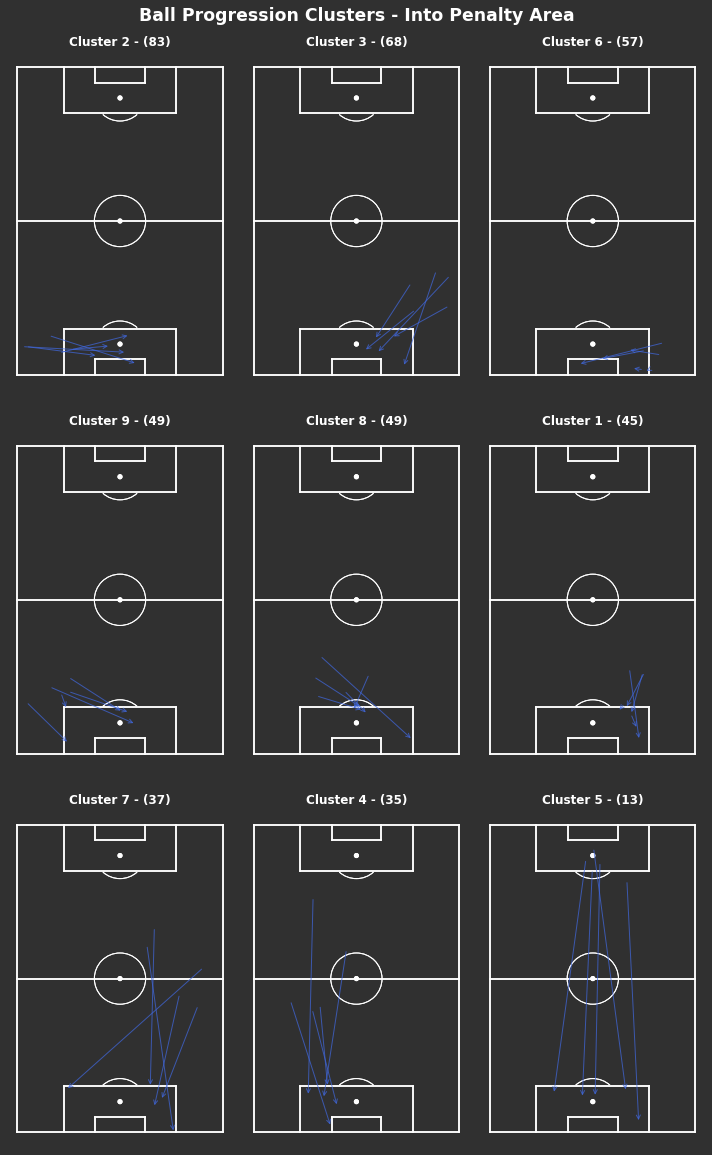 Ball Progression Clusters - Into Penalty Area
Cluster 2 - (83)
Cluster 3 - (68)
Cluster 6 - (57)
Cluster 9 - (49)
Cluster 8 - (49)
Cluster 1 - (45)
Cluster 7 - (37)
Cluster 4 - (35)
Cluster 5 - (13)